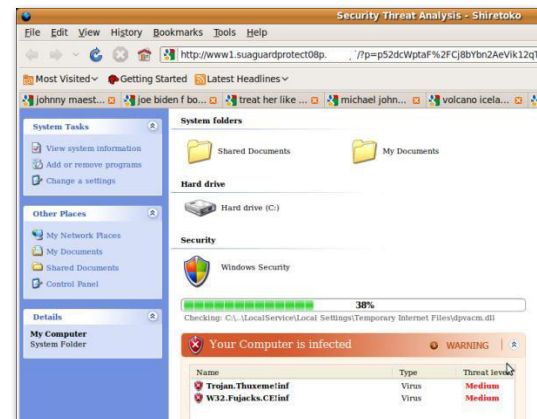 Security Threat Analysis - Shiretoko
File Edit View History Bookmarks Tools Help
http://www1.suaguardprotect08p. /?p=p52dcWptaF%2FCj8bYbn2AeVik12q
Most Visited Getting Started Latest Headlines
johnny maest... joe biden f bo... treat her like ... michael john... volcano icela...
System Tasks
View system information
Add or remove programs
Change a settings
Other Places
My Network Places
My Documents
Shared Documents
Control Panel
Details
My Computer
System Folder
System folders
Shared Documents My Documents
Hard drive
Hard drive (C:)
Security
Windows Security
38%
Checking: C:\..\LocalService\Local Settings\Temporary Internet Files\dpvacm.dll
Your Computer is infected WARNING
Name Type Threat level
Trojan.Thuxeme!inf Virus Medium
W32.Fujacks.CE!inf Virus Medium